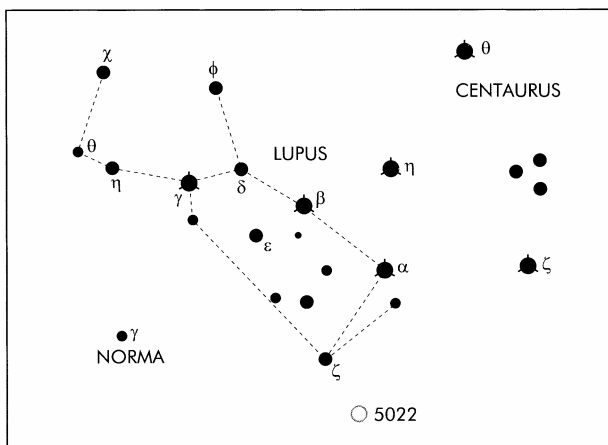 θ
χ
φ
CENTAURUS
θ
LUPUS
η
γ
δ
η
β
ε
α
ζ
γ
NORMA
ζ
5022